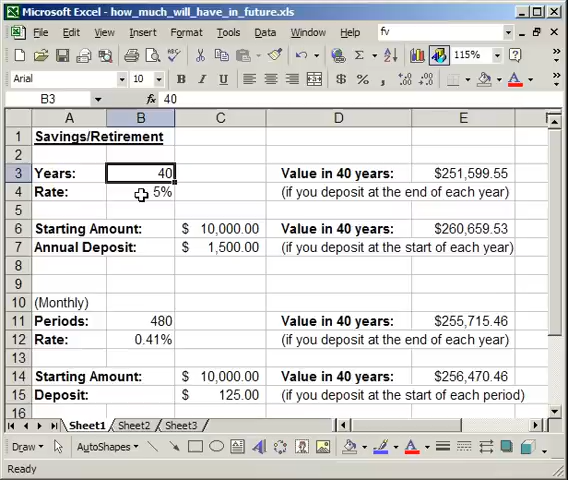 Microsoft Excel - how_much_will_have_in_future.xls
File Edit View Insert Format Tools Data Window Help fv
115%
Arial 10 B I U $ % ,
B3 fx 40
A B C D E
1 Savings/Retirement
2
3 Years: 40 Value in 40 years: $251,599.55
4 Rate: 5% (if you deposit at the end of each year)
5
6 Starting Amount: $ 10,000.00 Value in 40 years: $260,659.53
7 Annual Deposit: $ 1,500.00 (if you deposit at the start of each year)
8
9
10 (Monthly)
11 Periods: 480 Value in 40 years: $255,715.46
12 Rate: 0.41% (if you deposit at the end of each year)
13
14 Starting Amount: $ 10,000.00 Value in 40 years: $256,470.46
15 Deposit: $ 125.00 (if you deposit at the start of each period)
16
Sheet1 Sheet2 Sheet3
Draw AutoShapes
Ready